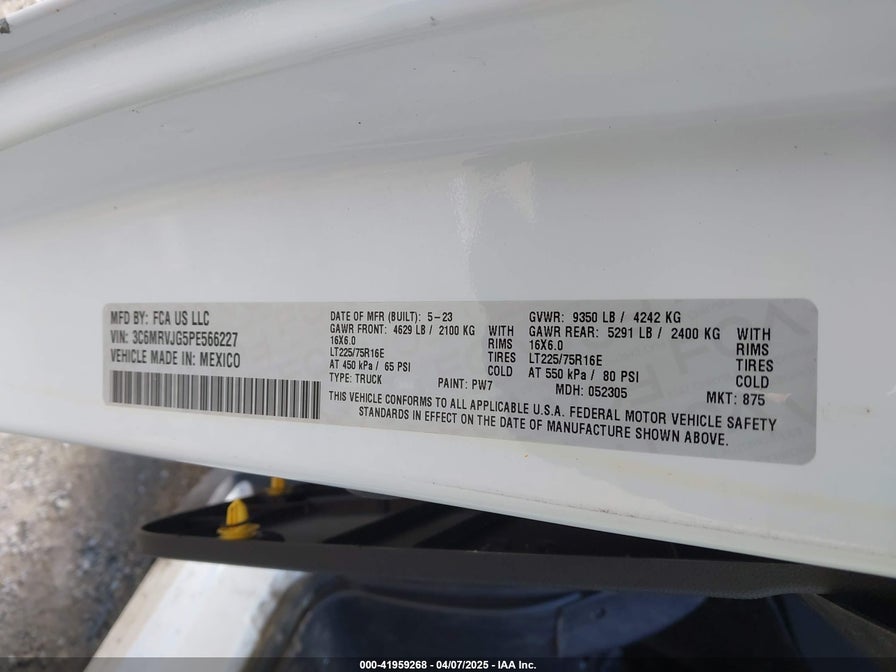 MFD BY: FCA US LLC
VIN: 3C6MRVJG5PE566227
VEHICLE MADE IN: MEXICO
DATE OF MFR (BUILT): 5-23
GAWR FRONT: 4629 LB / 2100 KG WITH
16X6.0 RIMS
LT225/75R16E TIRES
AT 450 kPa / 65 PSI COLD
TYPE: TRUCK PAINT: PW7
GVWR: 9350 LB / 4242 KG
GAWR REAR: 5291 LB / 2400 KG WITH
16X6.0 RIMS
LT225/75R16E TIRES
AT 550 kPa / 80 PSI COLD
MDH: 052305 MKT: 875
THIS VEHICLE CONFORMS TO ALL APPLICABLE U.S.A. FEDERAL MOTOR VEHICLE SAFETY
STANDARDS IN EFFECT ON THE DATE OF MANUFACTURE SHOWN ABOVE.
000-41959268 - 04/07/2025 - IAA Inc.